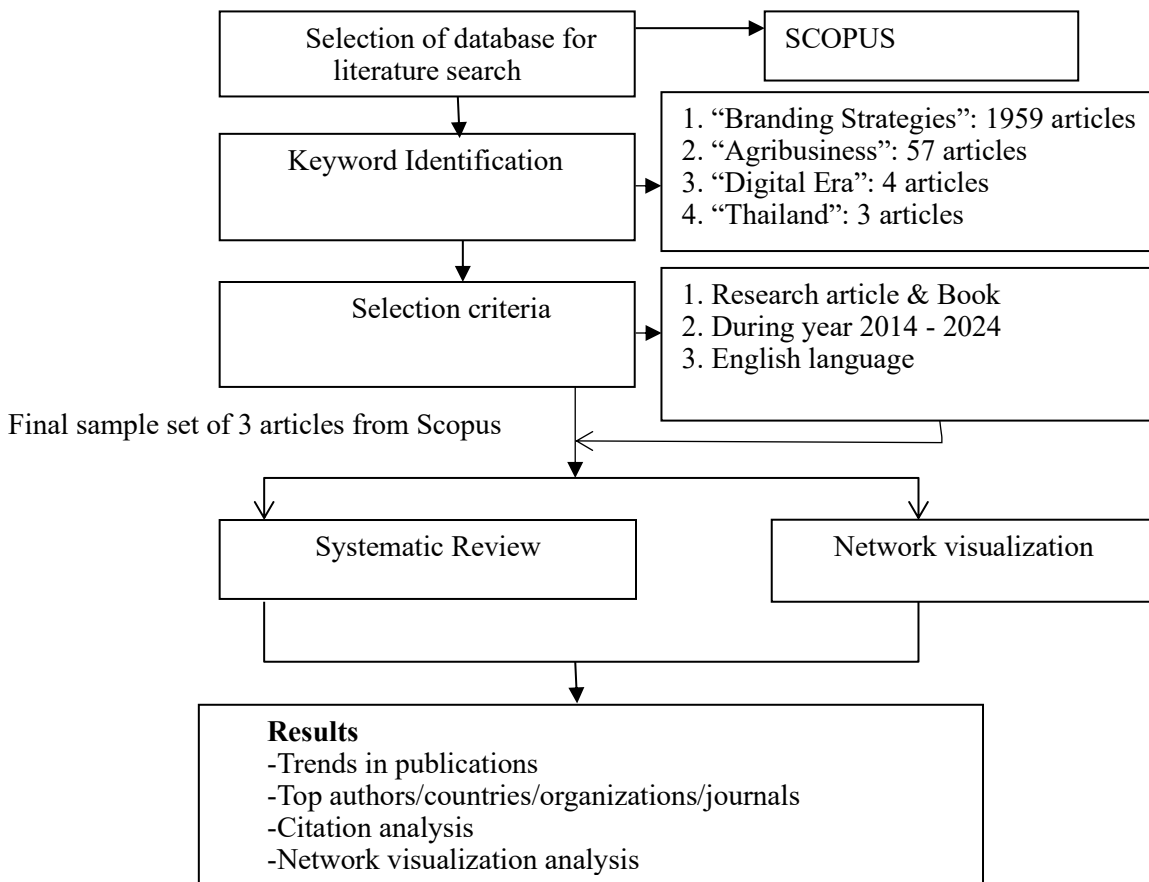 Selection of database for
literature search
SCOPUS
Keyword Identification
1. “Branding Strategies”: 1959 articles
2. “Agribusiness”: 57 articles
3. “Digital Era”: 4 articles
4. “Thailand”: 3 articles
Selection criteria
1. Research article & Book
2. During year 2014 - 2024
3. English language
Final sample set of 3 articles from Scopus
Systematic Review
Network visualization
Results
-Trends in publications
-Top authors/countries/organizations/journals
-Citation analysis
-Network visualization analysis